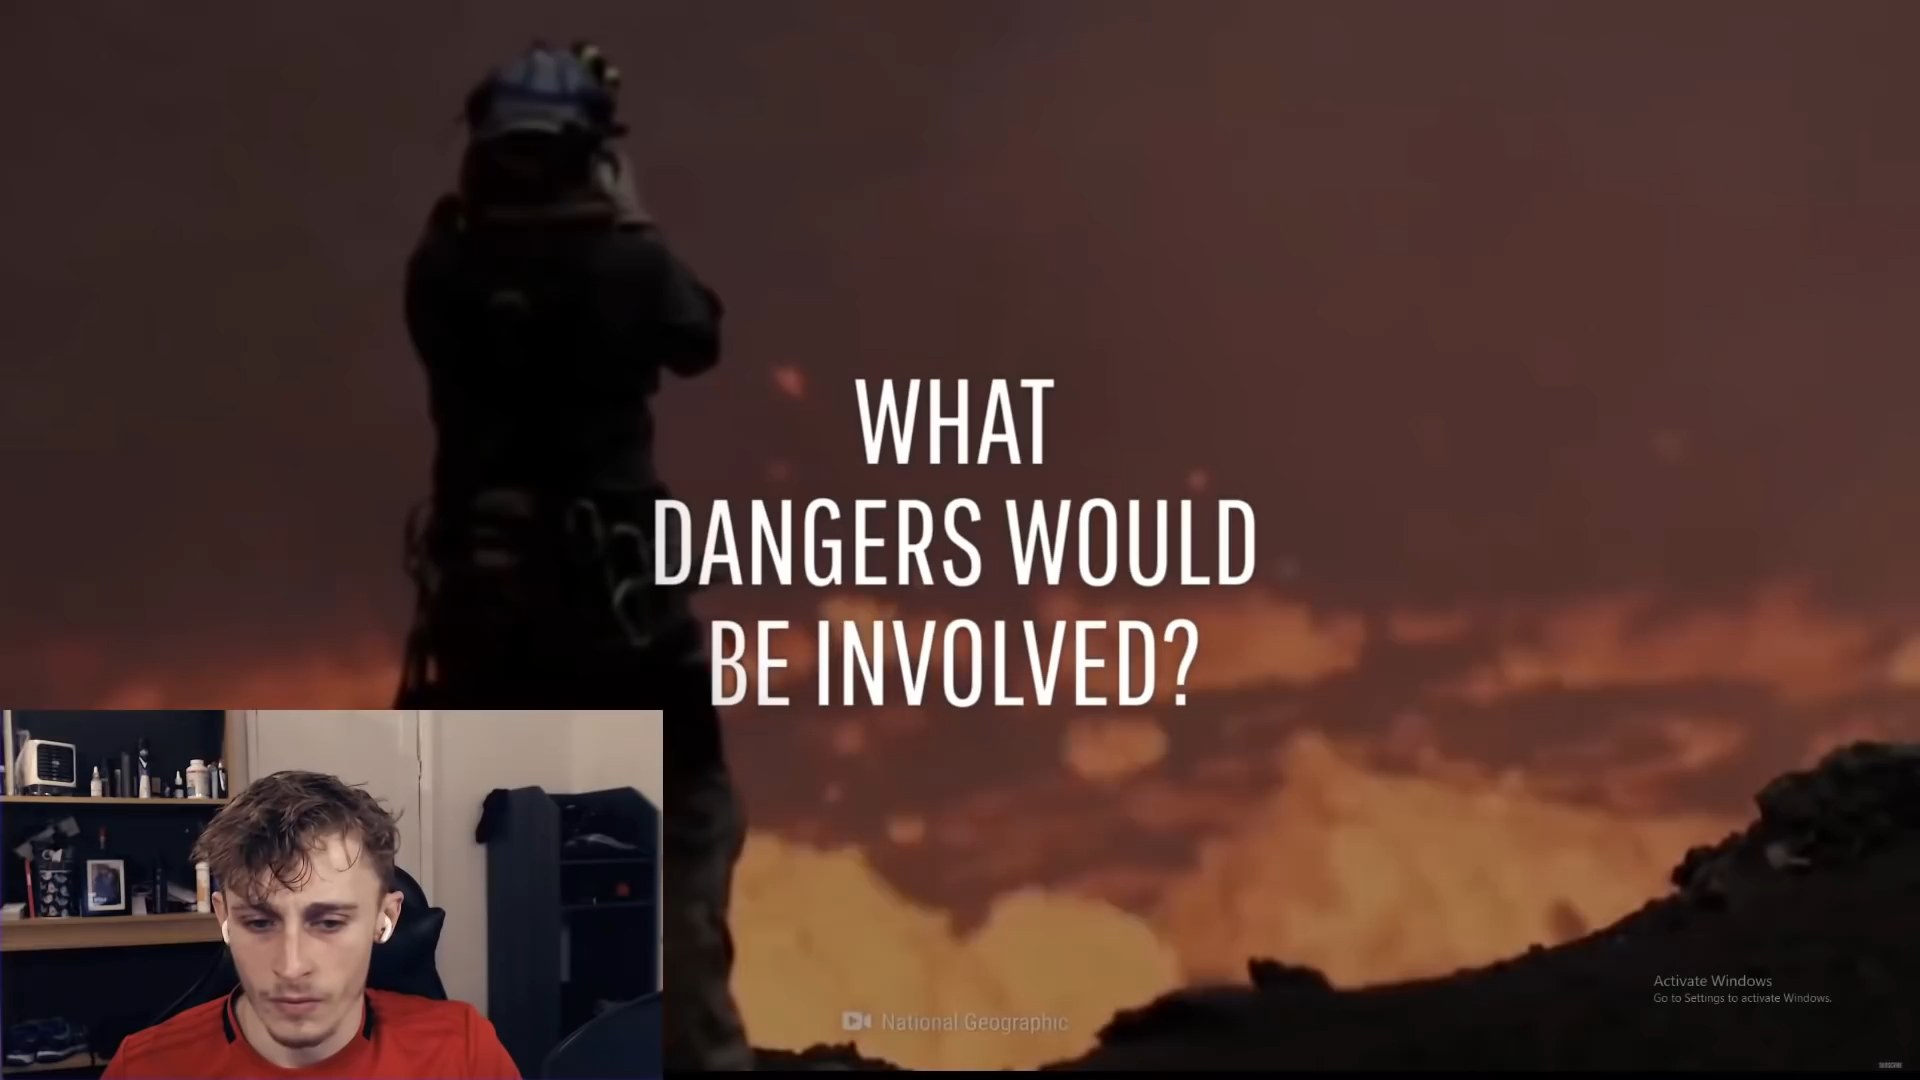 WHAT
DANGERS WOULD
BE INVOLVED?
Activate Windows
Go to Settings to activate Windows.
National Geographic